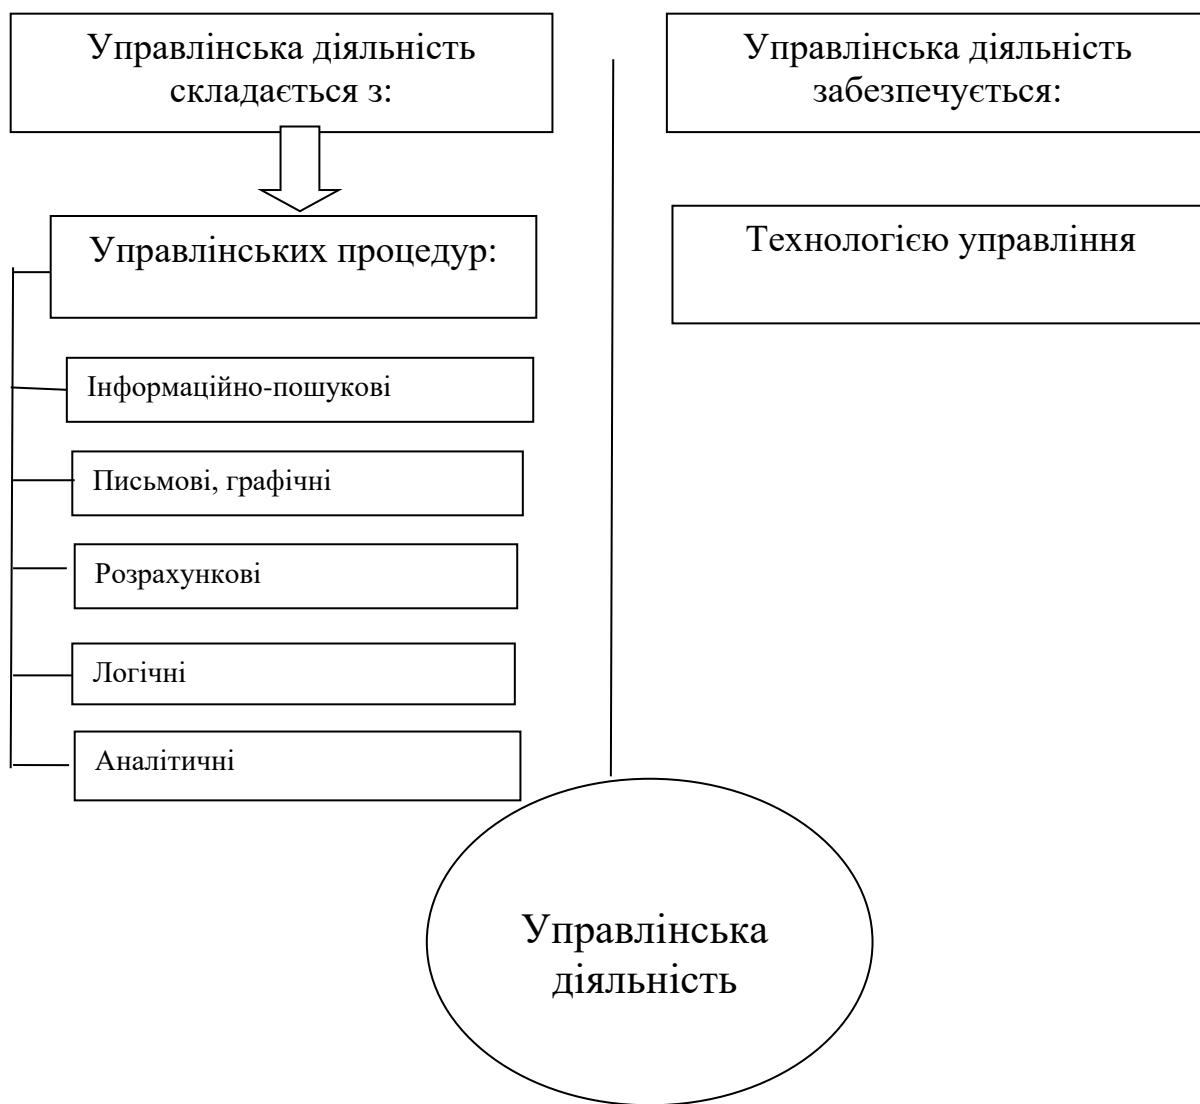 Управлінська діяльність
складається з:
Управлінська діяльність
забезпечується:
Управлінських процедур:
Технологією управління
Інформаційно-пошукові
Письмові, графічні
Розрахункові
Логічні
Аналітичні
Управлінська
діяльність